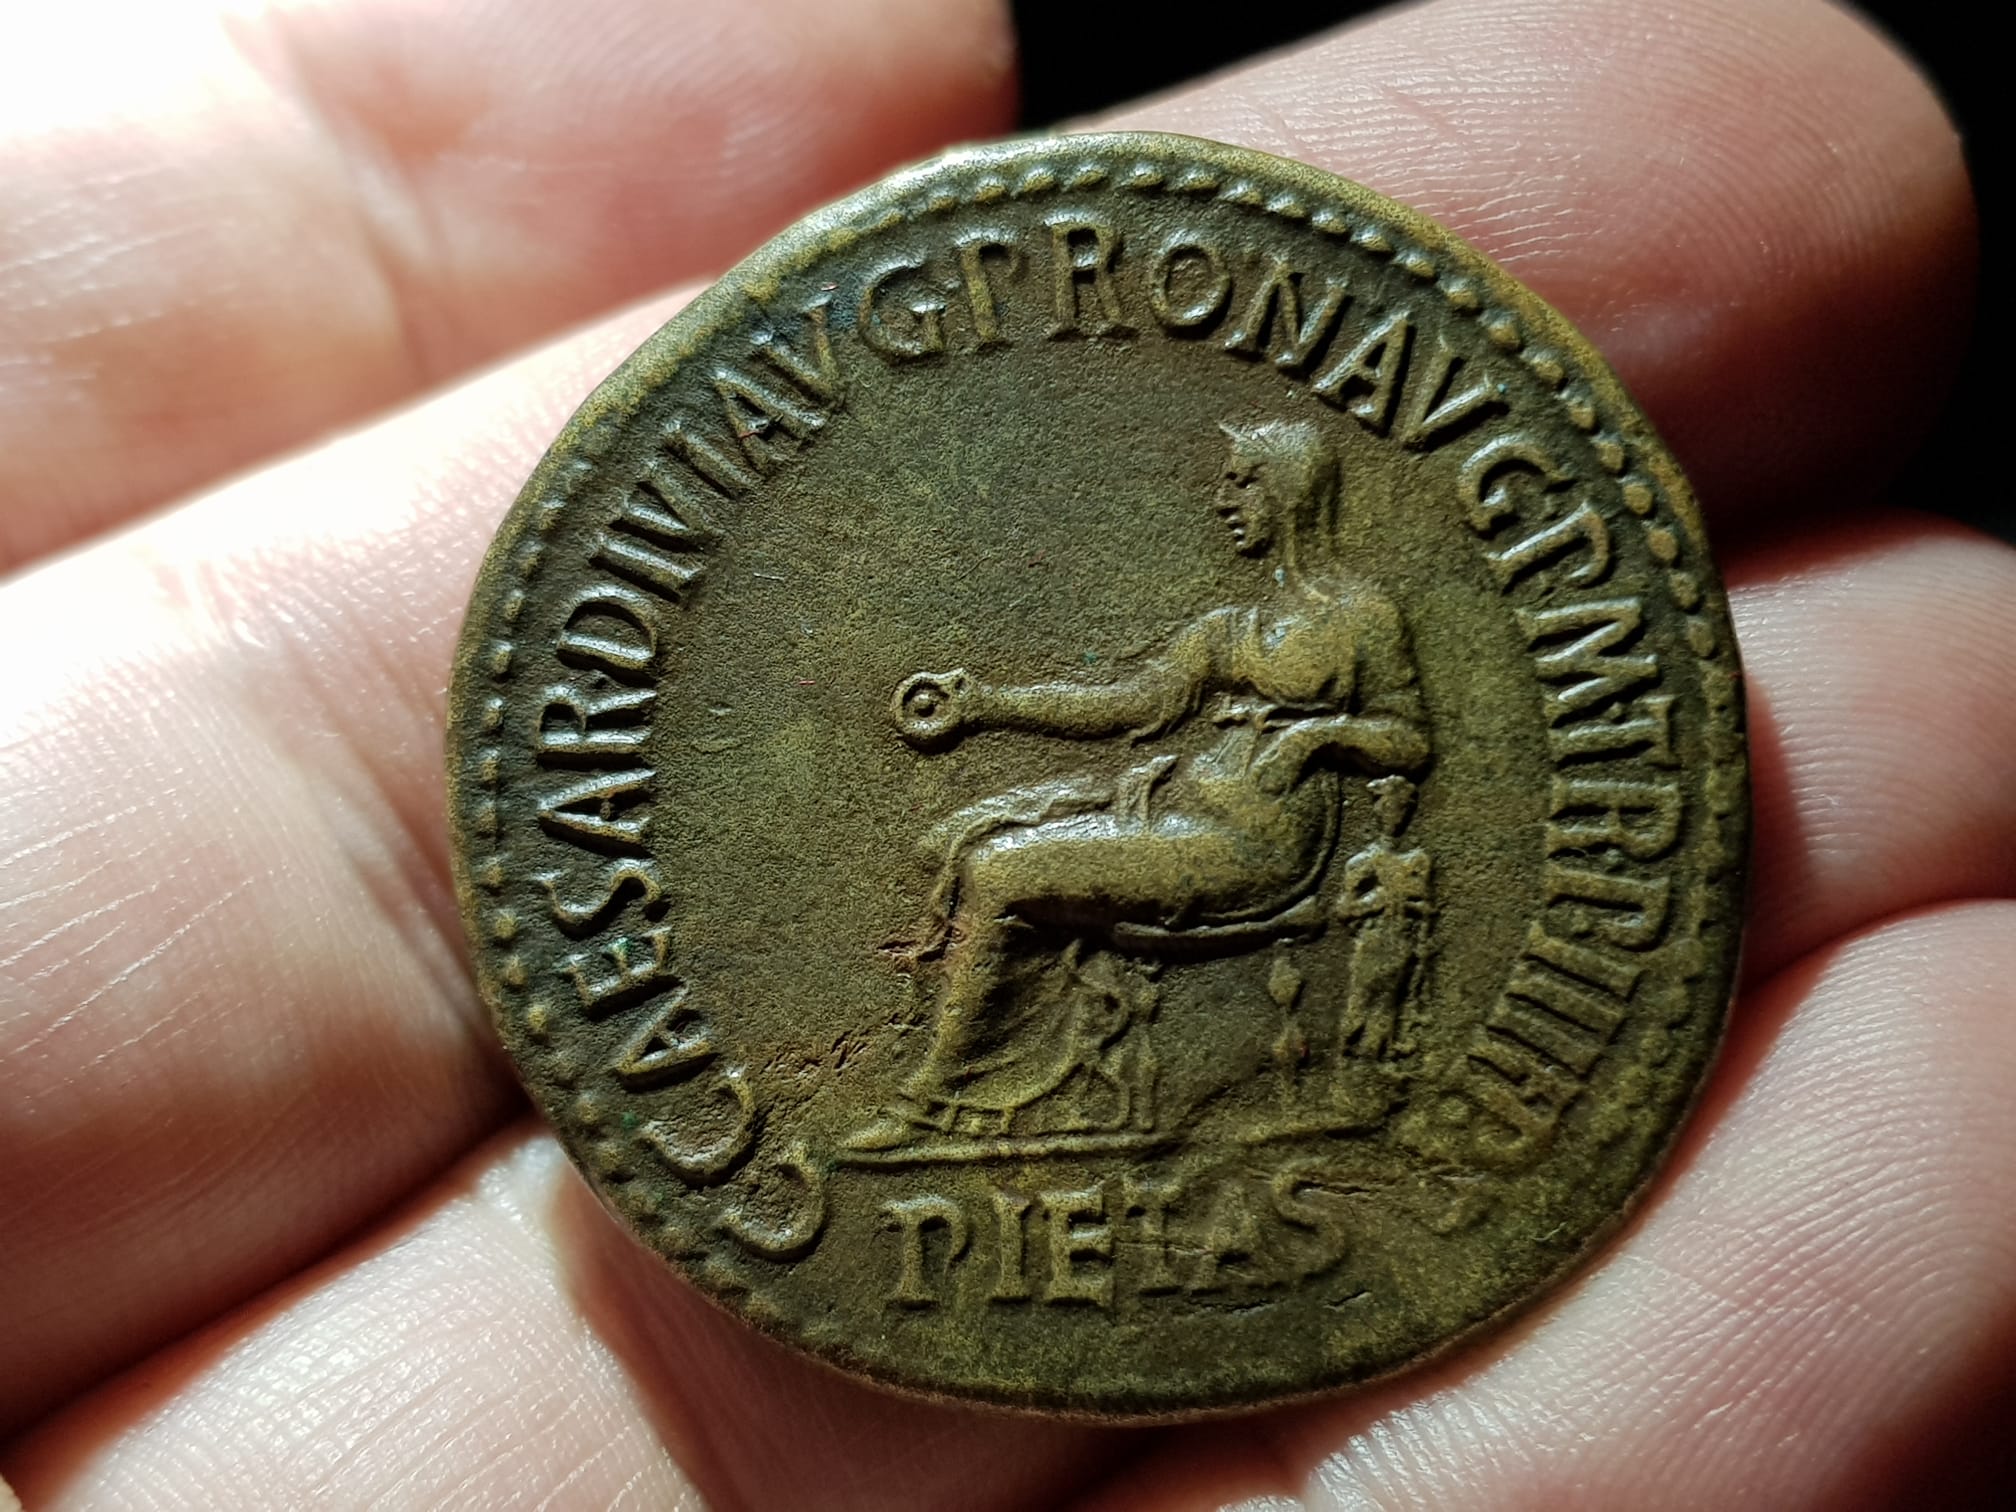 C CAESAR DIVI AVG PRON AVG P M TR P IIII P
PIETAS